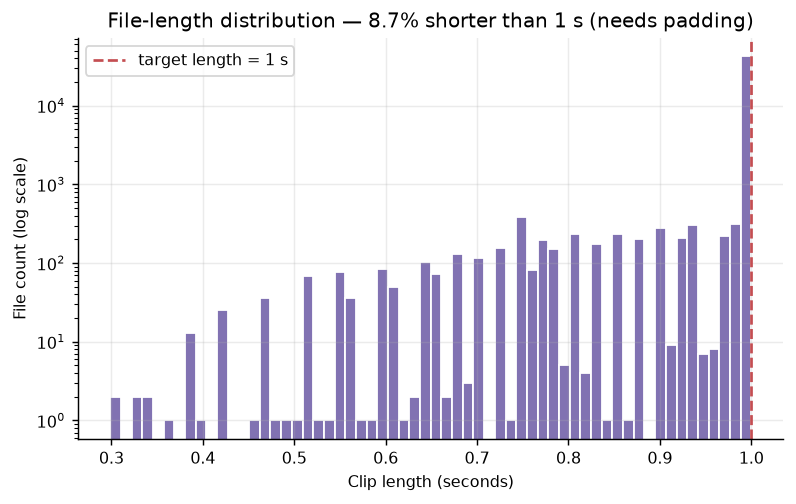 File-length distribution — 8.7% shorter than 1 s (needs padding)
target length = 1 s
File count (log scale)
10⁴
10³
10²
10¹
10⁰
0.3 0.4 0.5 0.6 0.7 0.8 0.9 1.0
Clip length (seconds)